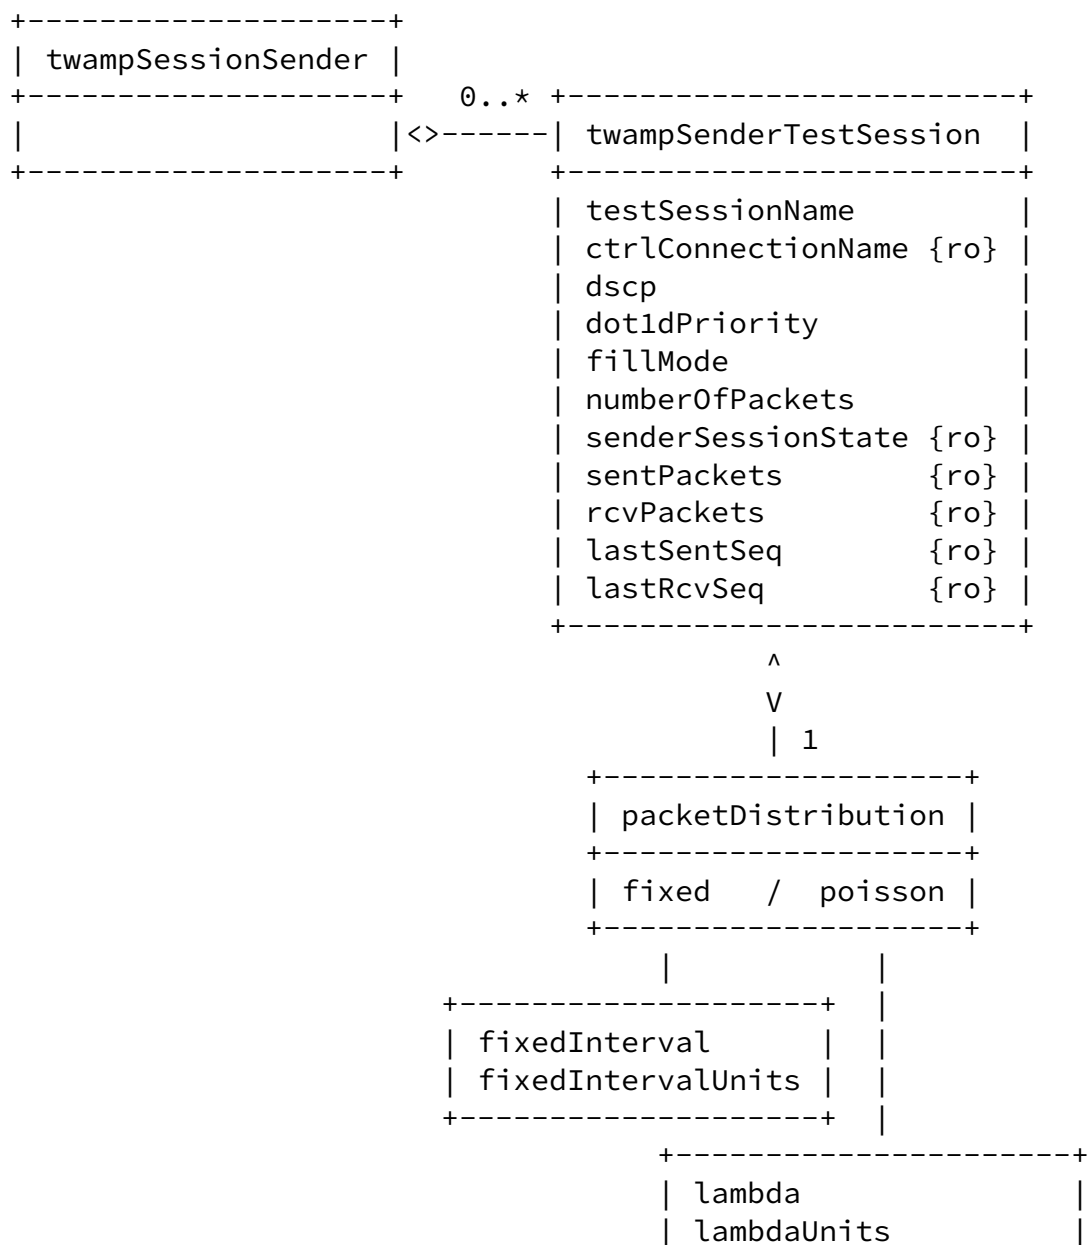 +--------------------+
| twampSessionSender |
+--------------------+   0..* +-------------------------+
|                    |<>------| twampSenderTestSession  |
+--------------------+        +-------------------------+
                              | testSessionName         |
                              | ctrlConnectionName {ro} |
                              | dscp                    |
                              | dot1dPriority           |
                              | fillMode                |
                              | numberOfPackets         |
                              | senderSessionState {ro} |
                              | sentPackets        {ro} |
                              | rcvPackets         {ro} |
                              | lastSentSeq        {ro} |
                              | lastRcvSeq         {ro} |
                              +-------------------------+
                                          ^
                                          V
                                          | 1
                                +--------------------+
                                | packetDistribution |
                                +--------------------+
                                | fixed   /  poisson |
                                +--------------------+
                                    |           |
                        +--------------------+  |
                        | fixedInterval      |  |
                        | fixedIntervalUnits |  |
                        +--------------------+  |
                                    +----------------------+
                                    | lambda               |
                                    | lambdaUnits          |